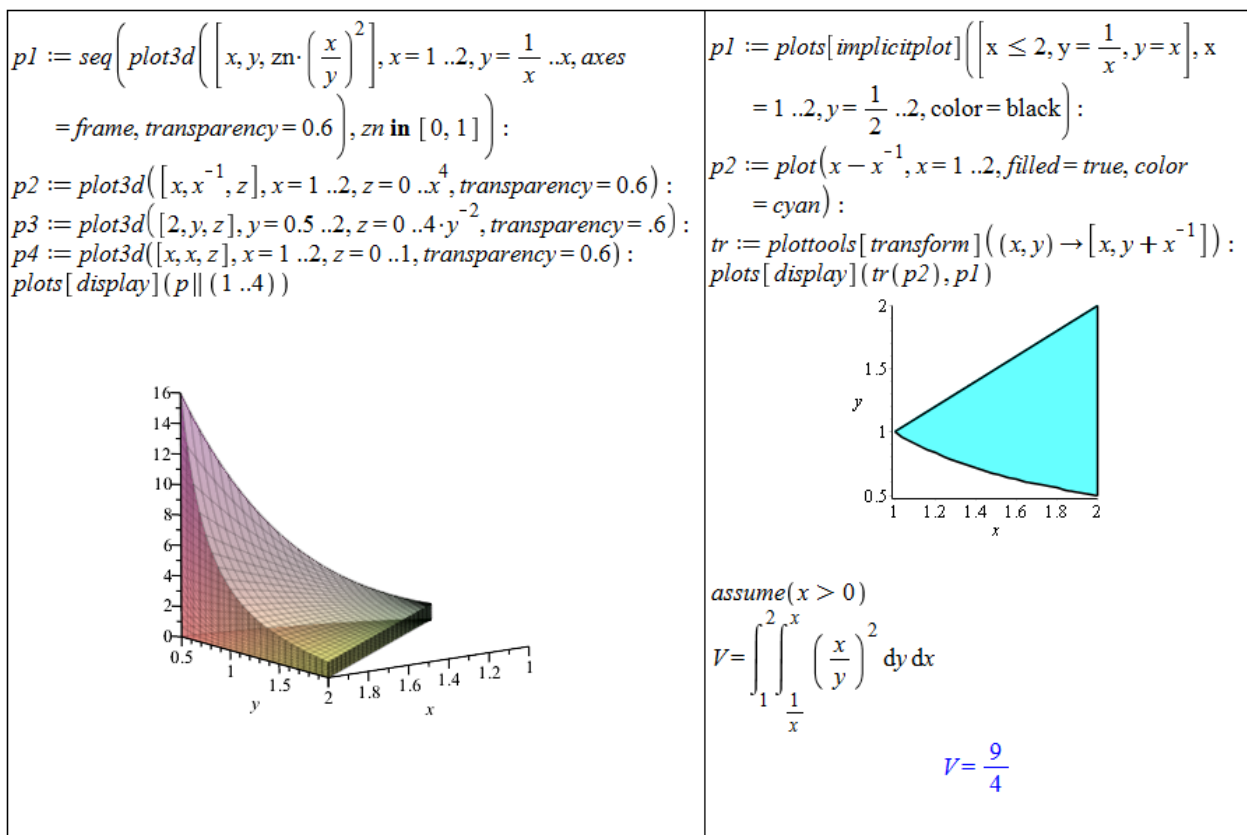 p1 := seq(plot3d([x, y, zn·(x/y)^2], x = 1 ..2, y = 1/x ..x, axes
= frame, transparency = 0.6), zn in [0, 1]) :
p2 := plot3d([x, x^-1, z], x = 1 ..2, z = 0 ..x^4, transparency = 0.6) :
p3 := plot3d([2, y, z], y = 0.5 ..2, z = 0 ..4·y^-2, transparency = .6) :
p4 := plot3d([x, x, z], x = 1 ..2, z = 0 ..1, transparency = 0.6) :
plots[display](p||(1 ..4))
16
14
12
10
8
6
4
2
0
0.5
1
1.5
2
y
1.8
1.6
1.4
1.2
1
x
p1 := plots[implicitplot]([x ≤ 2, y = 1/x, y = x], x
= 1 ..2, y = 1/2 ..2, color = black) :
p2 := plot(x − x^-1, x = 1 ..2, filled = true, color
= cyan) :
tr := plottools[transform]((x, y) → [x, y + x^-1]) :
plots[display](tr(p2), p1)
2
1.5
y
1
0.5
1 1.2 1.4 1.6 1.8 2
x
assume(x > 0)
V = ∫_1^2 ∫_{1/x}^x (x/y)^2 dy dx
V = 9/4